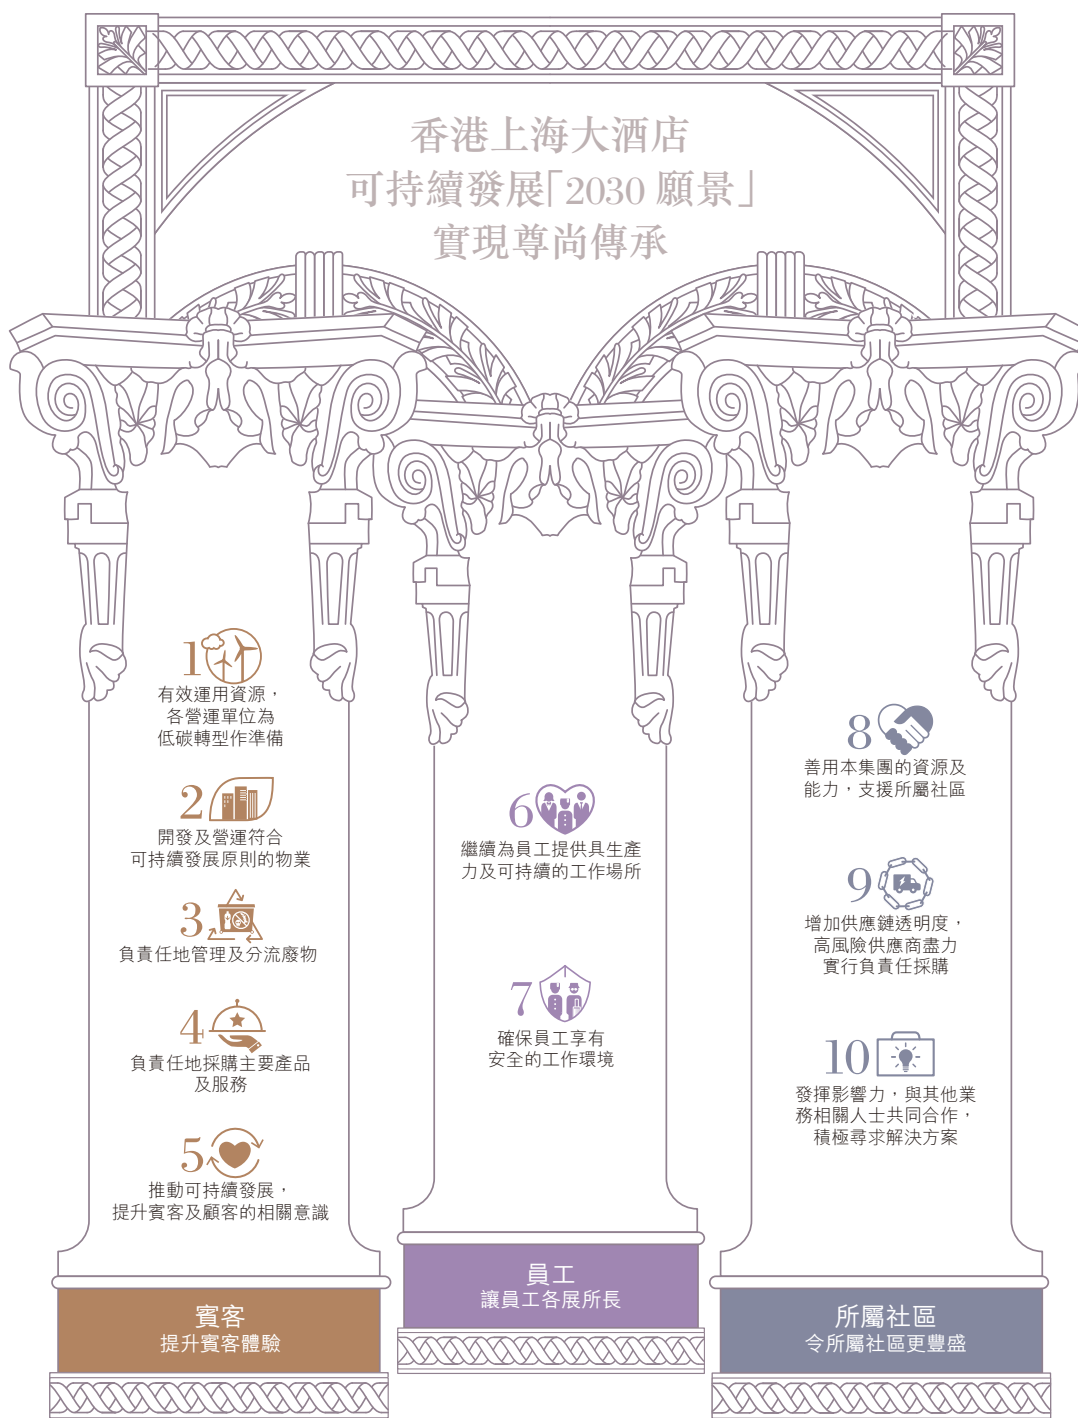 香港上海大酒店
可持續發展「2030 願景」
實現尊尚傳承
1
有效運用資源，
各營運單位為
低碳轉型作準備
2
開發及營運符合
可持續發展原則的物業
3
負責任地管理及分流廢物
4
負責任地採購主要產品
及服務
5
推動可持續發展，
提升賓客及顧客的相關意識
賓客
提升賓客體驗
6
繼續為員工提供具生產
力及可持續的工作場所
7
確保員工享有
安全的工作環境
員工
讓員工各展所長
8
善用本集團的資源及
能力，支援所屬社區
9
增加供應鏈透明度，
高風險供應商盡力
實行負責任採購
10
發揮影響力，與其他業
務相關人士共同合作，
積極尋求解決方案
所屬社區
令所屬社區更豐盛